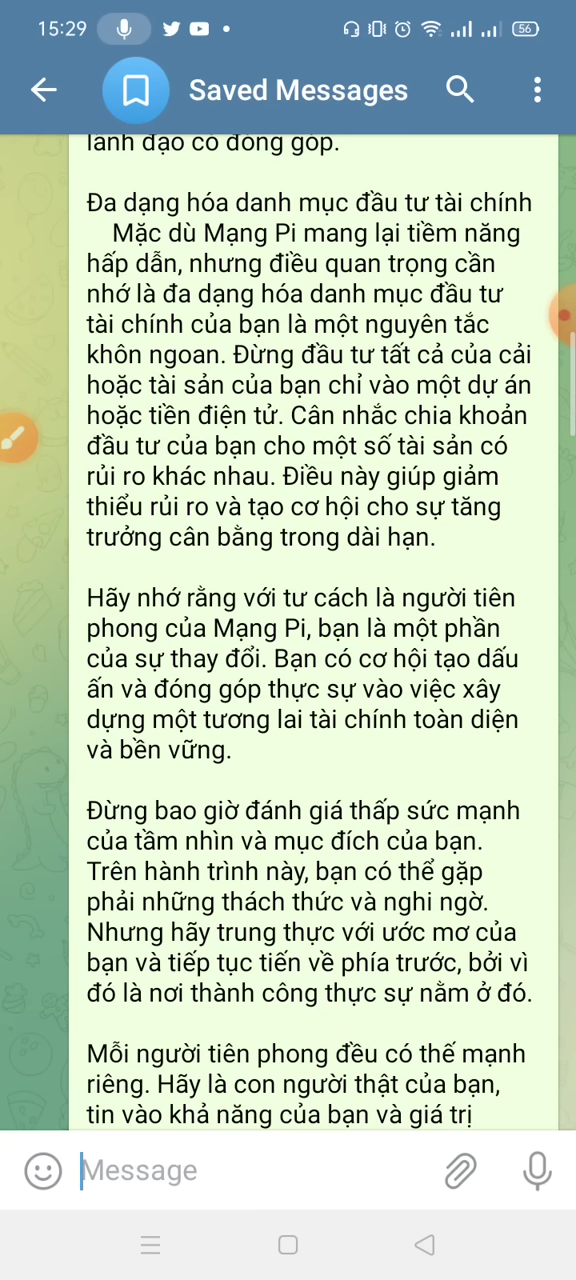 15:29
56
Saved Messages
lãnh đạo có đóng góp.
Đa dạng hóa danh mục đầu tư tài chính
Mặc dù Mạng Pi mang lại tiềm năng
hấp dẫn, nhưng điều quan trọng cần
nhớ là đa dạng hóa danh mục đầu tư
tài chính của bạn là một nguyên tắc
khôn ngoan. Đừng đầu tư tất cả của cải
hoặc tài sản của bạn chỉ vào một dự án
hoặc tiền điện tử. Cân nhắc chia khoản
đầu tư của bạn cho một số tài sản có
rủi ro khác nhau. Điều này giúp giảm
thiểu rủi ro và tạo cơ hội cho sự tăng
trưởng cân bằng trong dài hạn.
Hãy nhớ rằng với tư cách là người tiên
phong của Mạng Pi, bạn là một phần
của sự thay đổi. Bạn có cơ hội tạo dấu
ấn và đóng góp thực sự vào việc xây
dựng một tương lai tài chính toàn diện
và bền vững.
Đừng bao giờ đánh giá thấp sức mạnh
của tầm nhìn và mục đích của bạn.
Trên hành trình này, bạn có thể gặp
phải những thách thức và nghi ngờ.
Nhưng hãy trung thực với ước mơ của
bạn và tiếp tục tiến về phía trước, bởi vì
đó là nơi thành công thực sự nằm ở đó.
Mỗi người tiên phong đều có thế mạnh
riêng. Hãy là con người thật của bạn,
tin vào khả năng của bạn và giá trị
Message